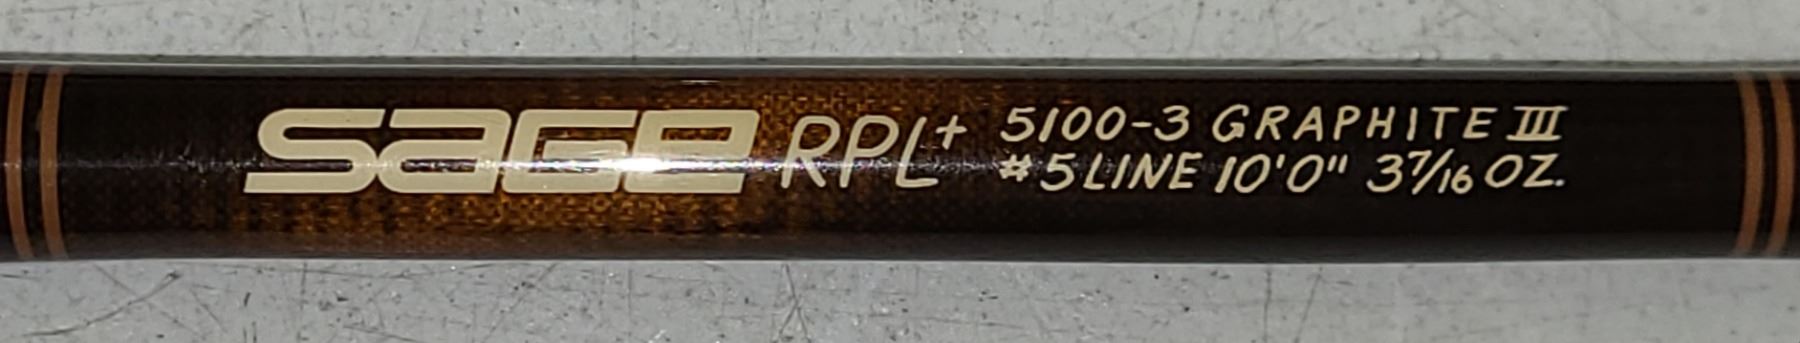 sage RPL+ 5100-3 GRAPHITE III
#5 LINE 10'0" 3 7/16 OZ.